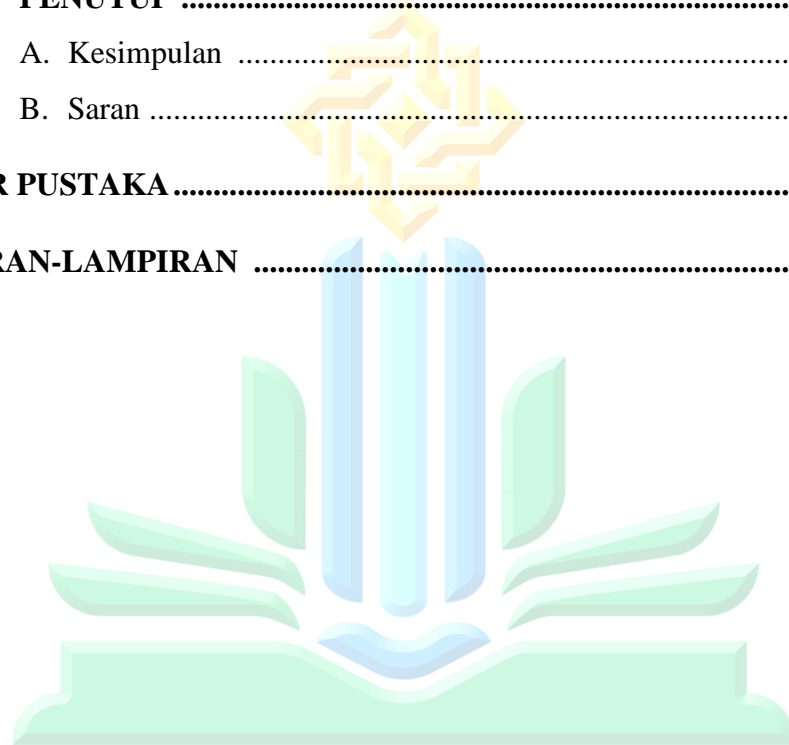 PENUTUP ........................................................................
A. Kesimpulan ........................................................................
B. Saran ........................................................................
R PUSTAKA ........................................................................
RAN-LAMPIRAN ........................................................................